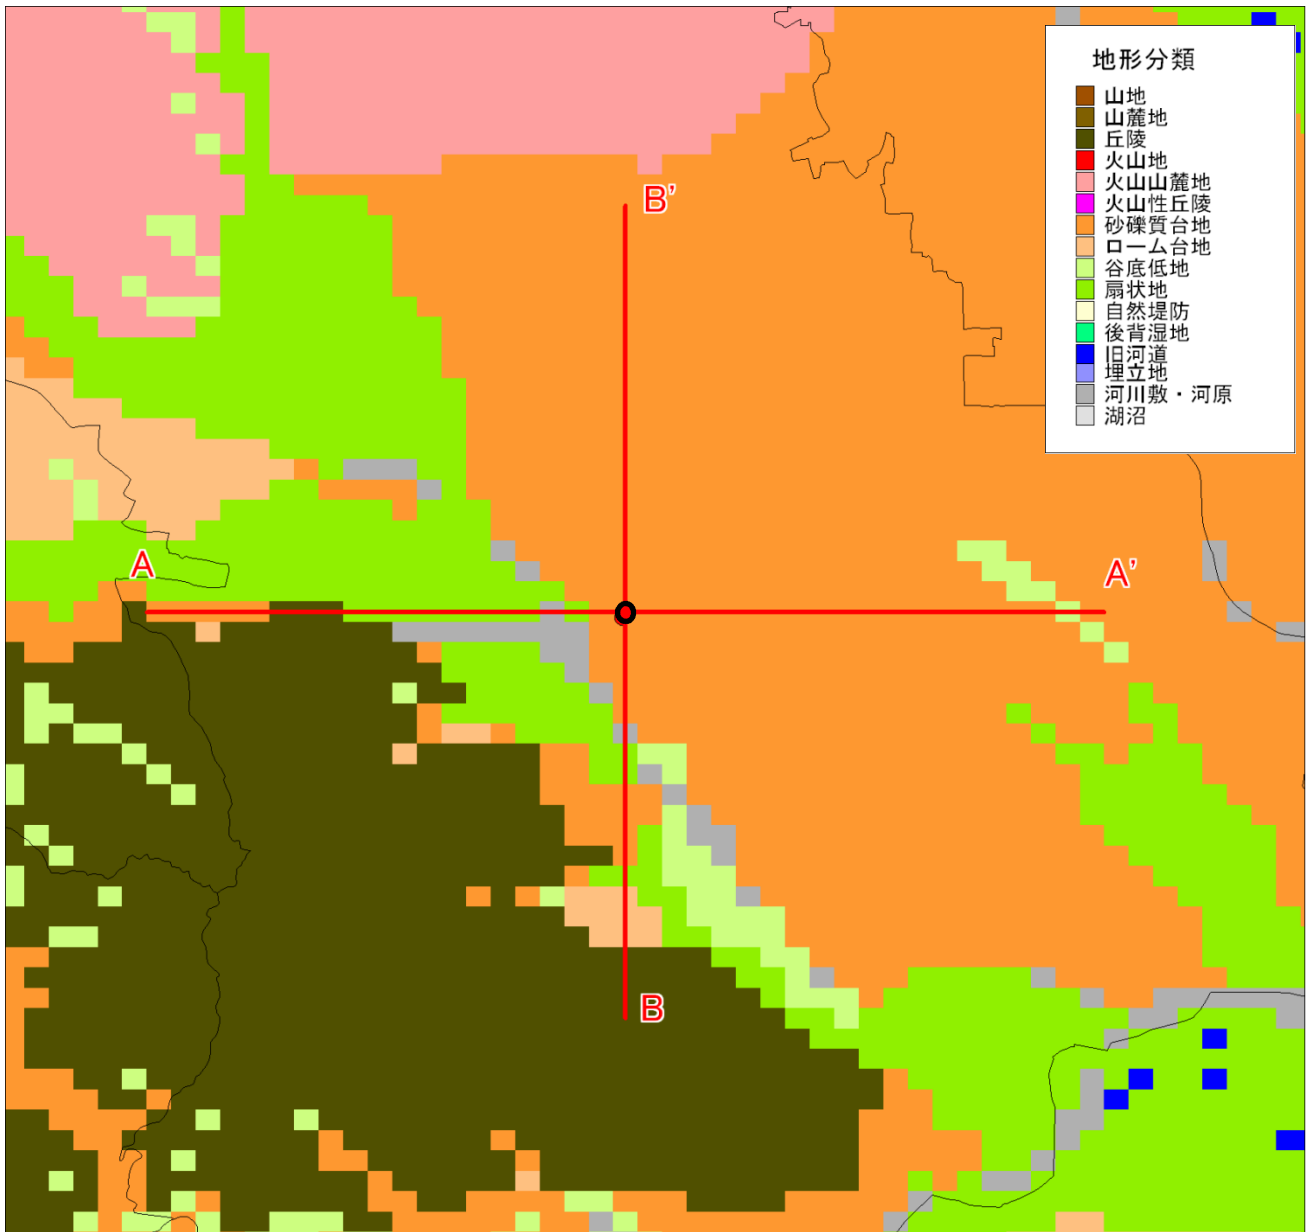 地形分類
山地
山麓地
丘陵
火山地
火山山麓地
火山性丘陵
砂礫質台地
ローム台地
谷底低地
扇状地
自然堤防
後背湿地
旧河道
埋立地
河川敷・河原
湖沼
B’
A
A’
B